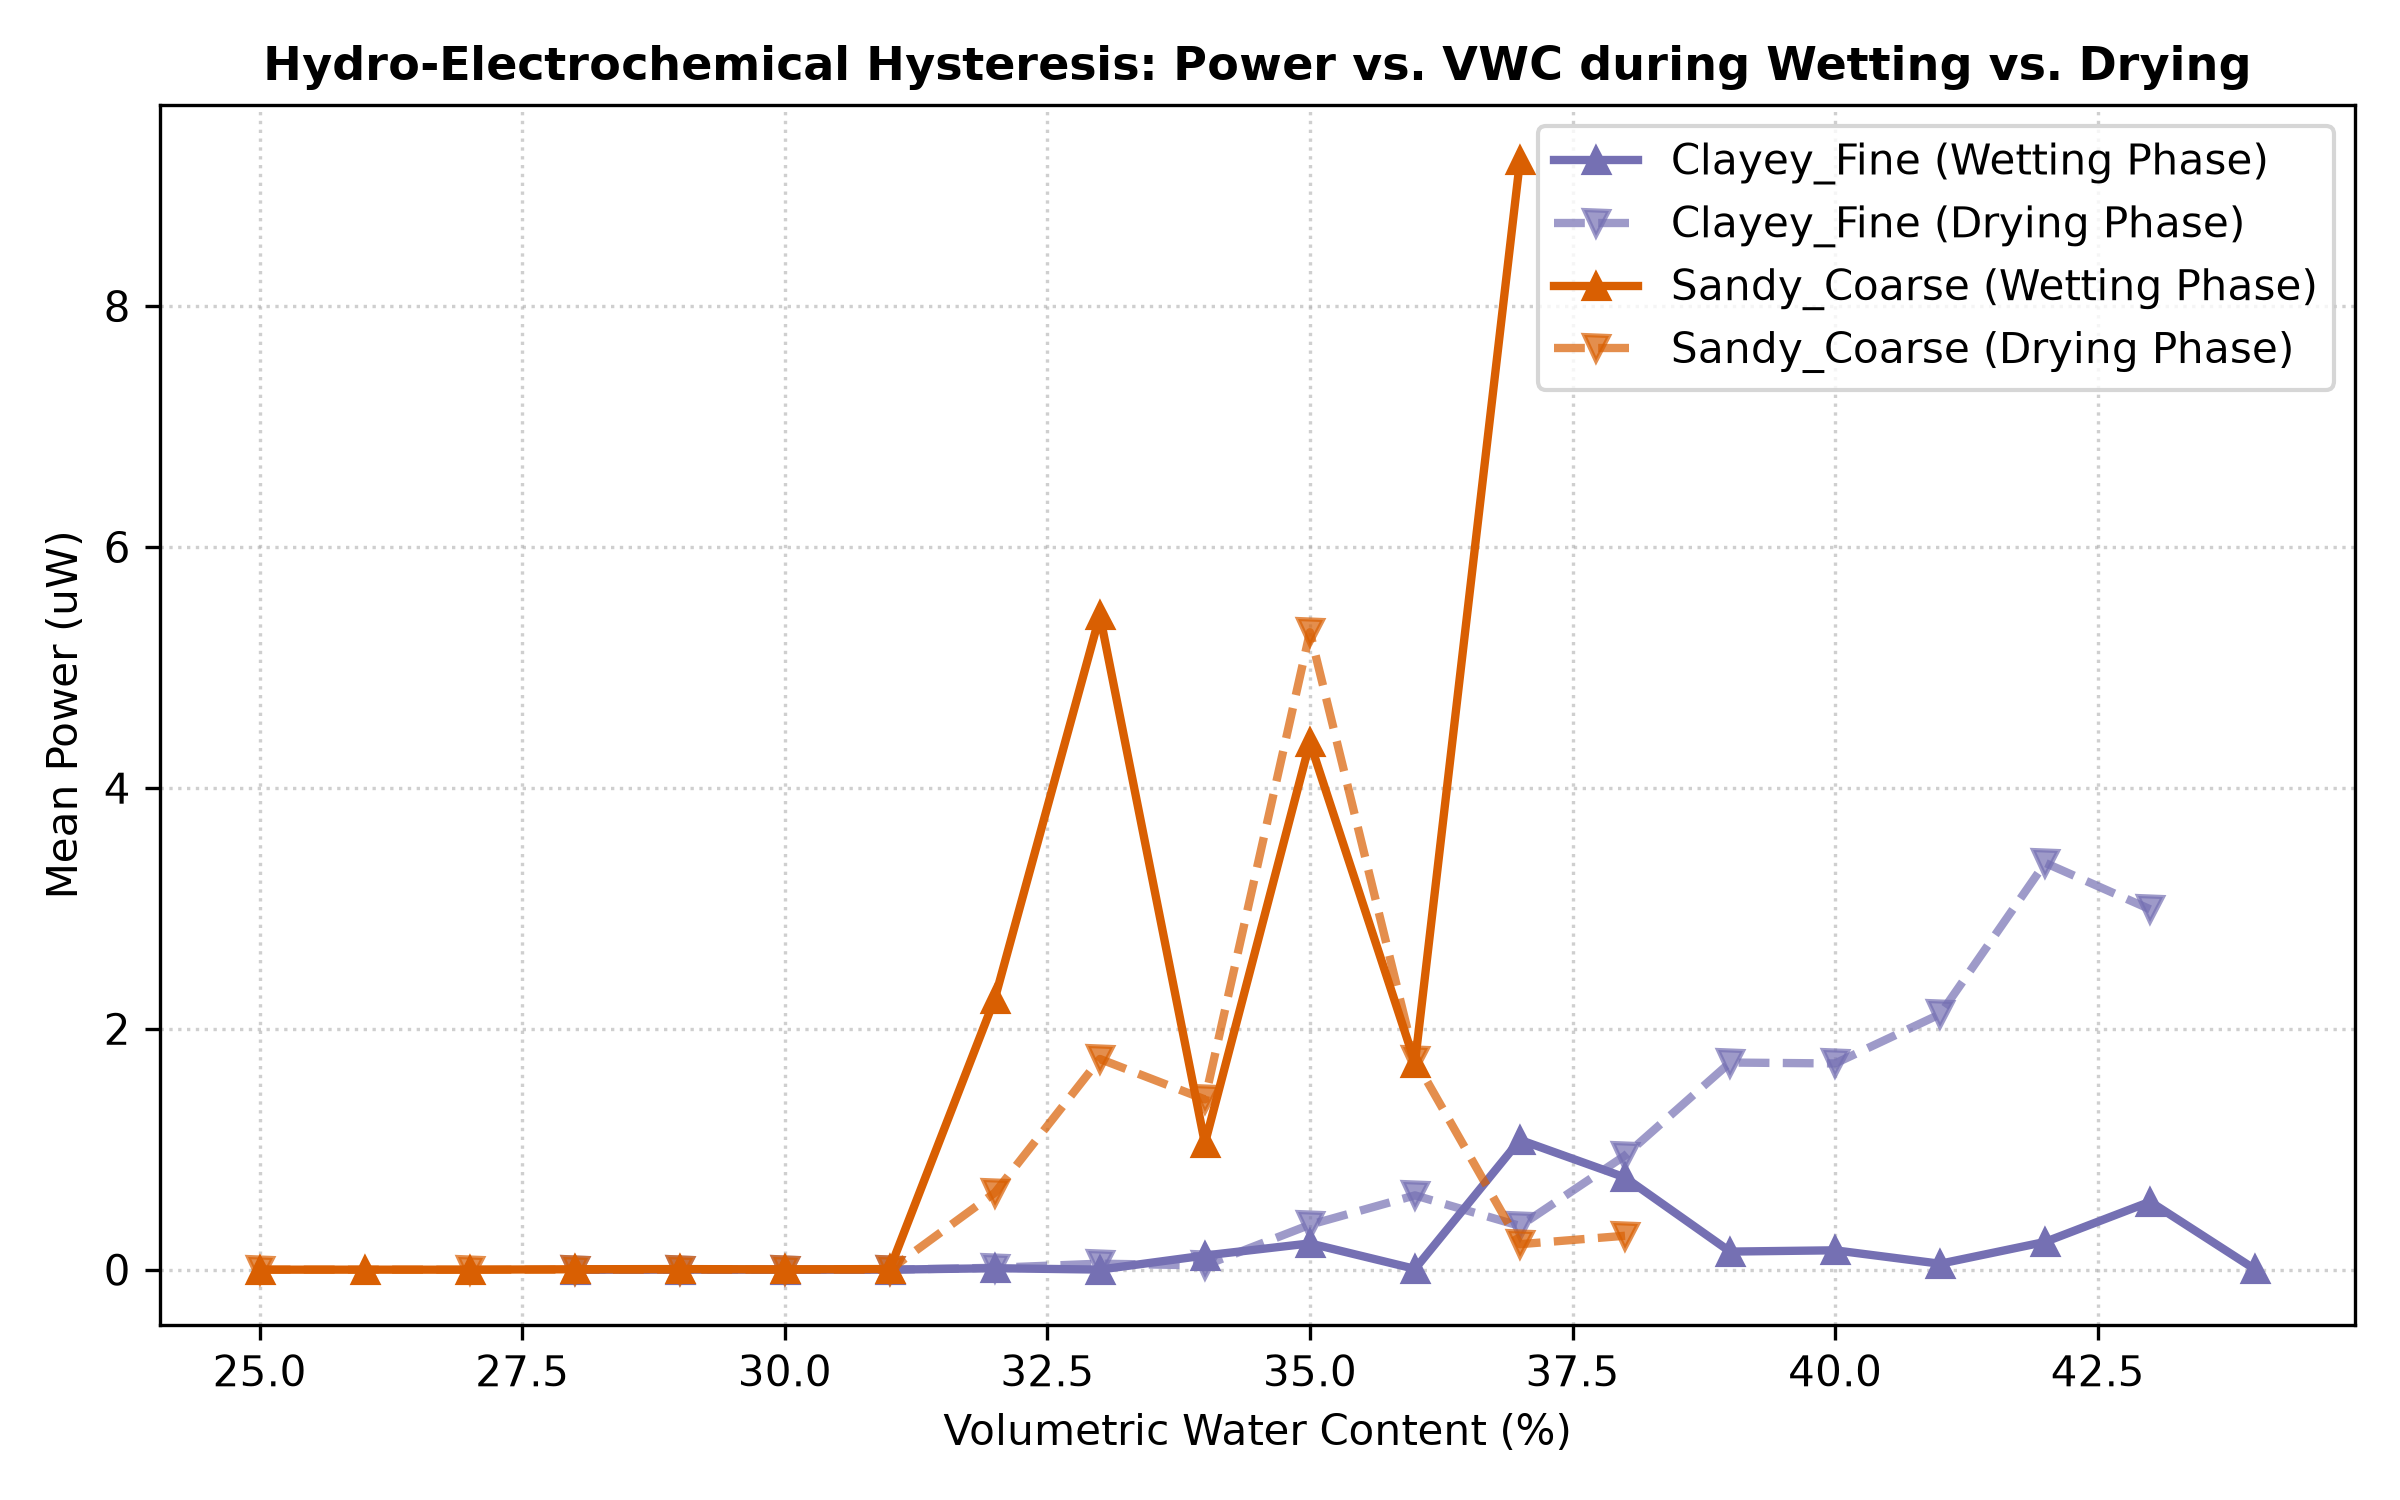 Hydro-Electrochemical Hysteresis: Power vs. VWC during Wetting vs. Drying
Clayey_Fine (Wetting Phase)
Clayey_Fine (Drying Phase)
Sandy_Coarse (Wetting Phase)
Sandy_Coarse (Drying Phase)
Mean Power (uW)
8
6
4
2
0
25.0 27.5 30.0 32.5 35.0 37.5 40.0 42.5
Volumetric Water Content (%)